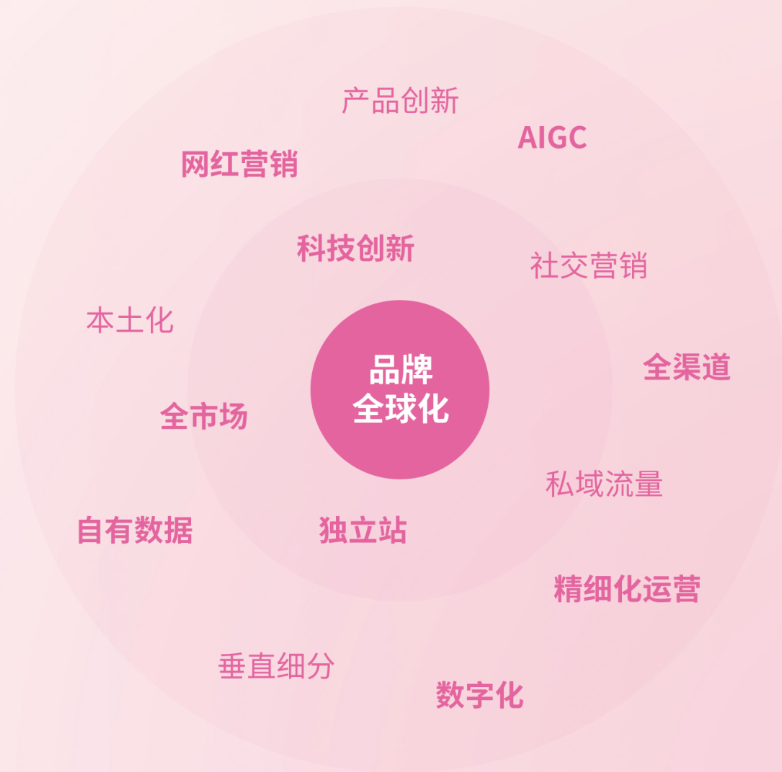 产品创新
AIGC
网红营销
科技创新
社交营销
本土化
品牌
全球化
全渠道
全市场
私域流量
自有数据
独立站
精细化运营
垂直细分
数字化